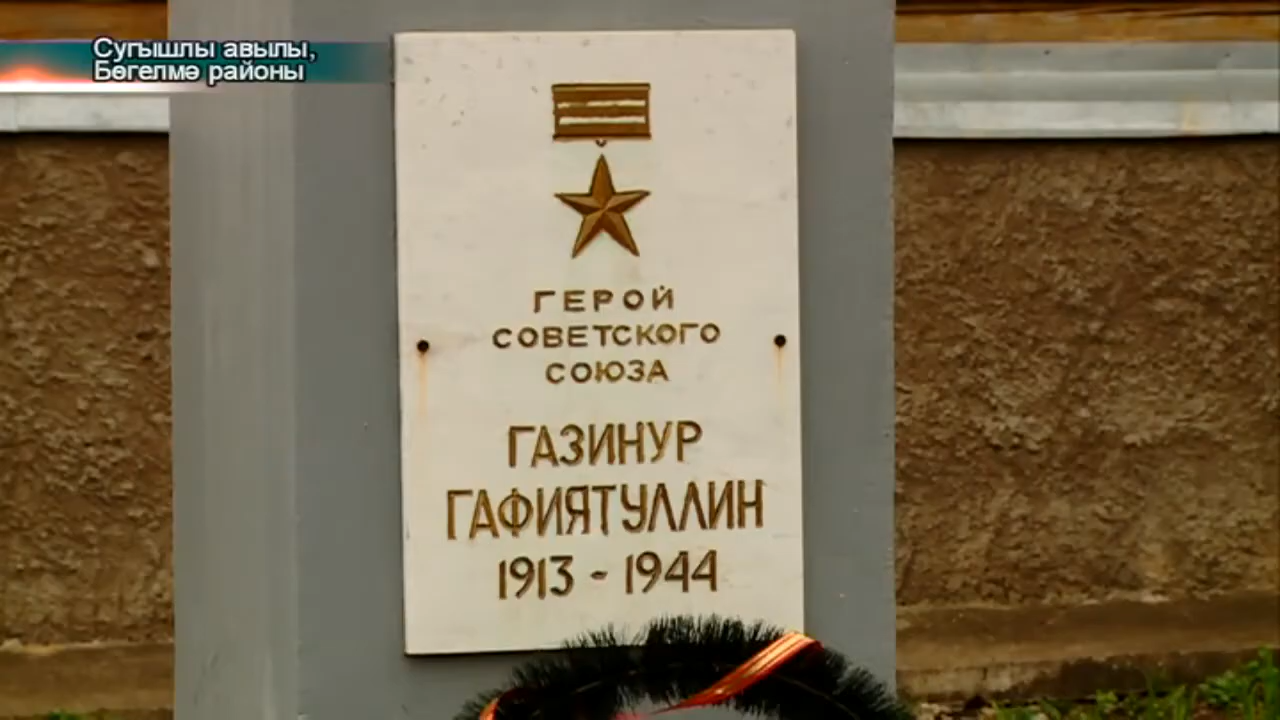 Сугышлы авылы,
Бөгелмә районы
ГЕРОЙ
СОВЕТСКОГО
СОЮЗА
ГАЗИНУР
ГАФИЯТУЛЛИН
1913 - 1944